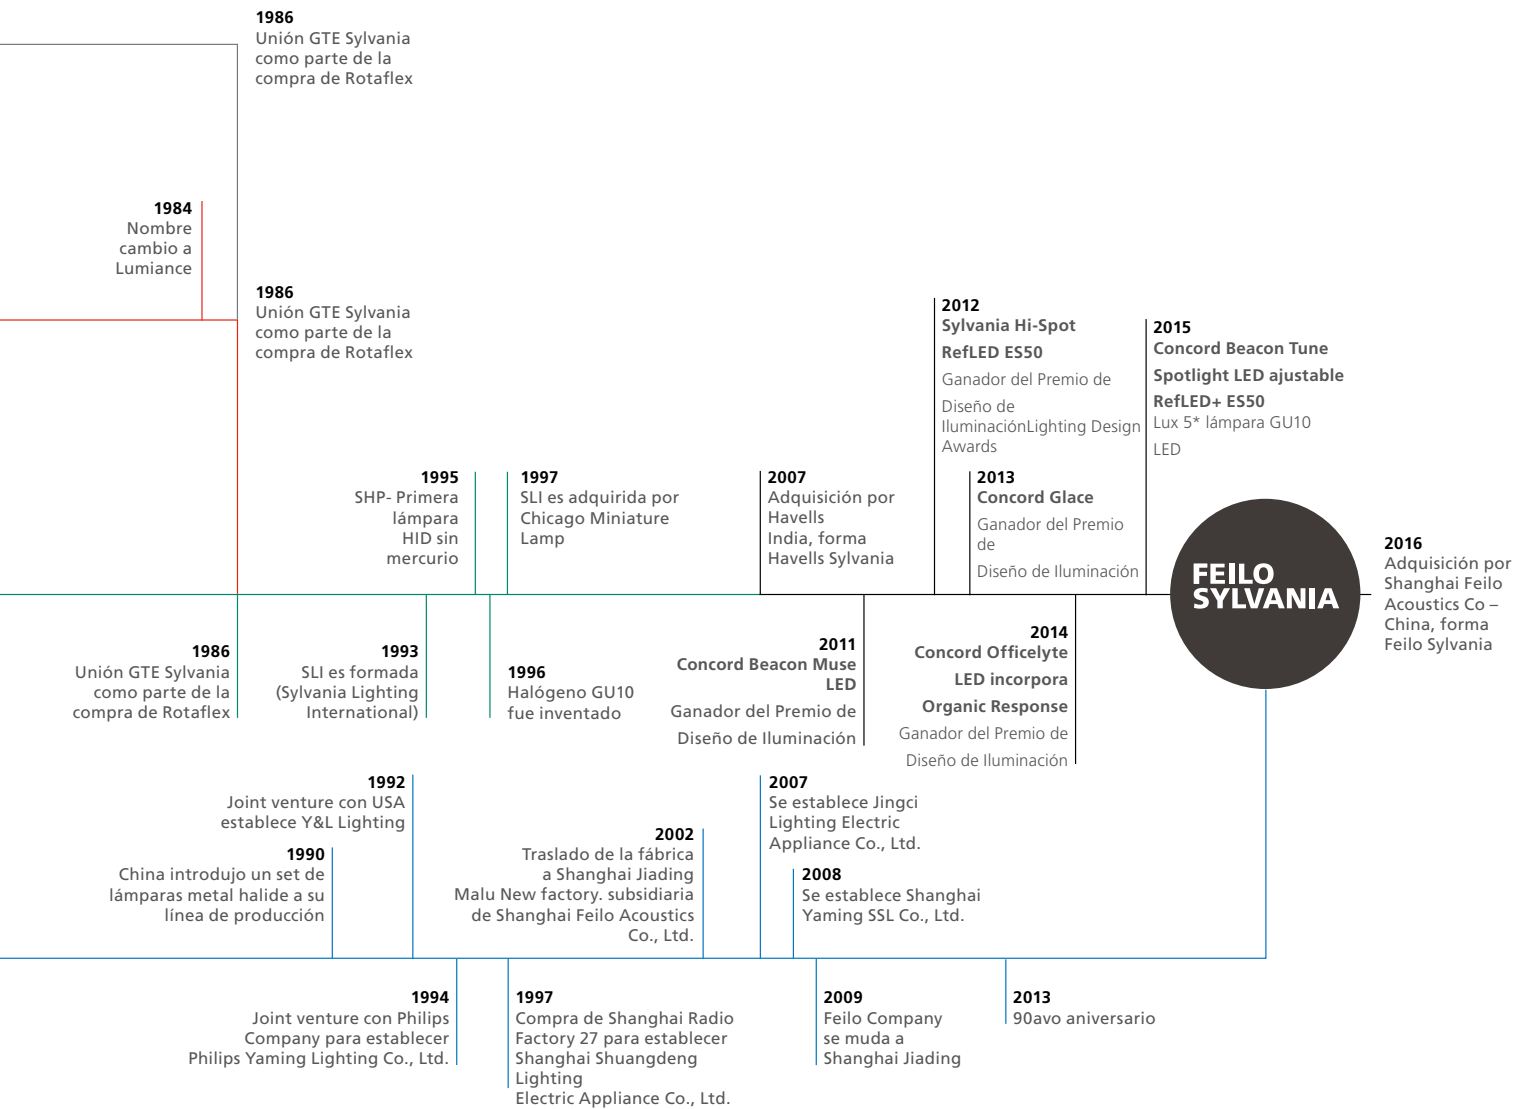 1986
Unión GTE Sylvania
como parte de la
compra de Rotaflex
1984
Nombre
cambio a
Lumiance
1986
Unión GTE Sylvania
como parte de la
compra de Rotaflex
2012
Sylvania Hi-Spot
RefLED ES50
Ganador del Premio de
Diseño de
IluminaciónLighting Design
Awards
2015
Concord Beacon Tune
Spotlight LED ajustable
RefLED+ ES50
Lux 5* lámpara GU10
LED
1995
SHP- Primera
lámpara
HID sin
mercurio
1997
SLI es adquirida por
Chicago Miniature
Lamp
2007
Adquisición por
Havells
India, forma
Havells Sylvania
2013
Concord Glace
Ganador del Premio
de
Diseño de Iluminación
FEILO
SYLVANIA
2016
Adquisición por
Shanghai Feilo
Acoustics Co –
China, forma
Feilo Sylvania
1986
Unión GTE Sylvania
como parte de la
compra de Rotaflex
1993
SLI es formada
(Sylvania Lighting
International)
1996
Halógeno GU10
fue inventado
2011
Concord Beacon Muse
LED
Ganador del Premio de
Diseño de Iluminación
2014
Concord Officelyte
LED incorpora
Organic Response
Ganador del Premio de
Diseño de Iluminación
1992
Joint venture con USA
establece Y&L Lighting
1990
China introdujo un set de
lámparas metal halide a su
línea de producción
2002
Traslado de la fábrica
a Shanghai Jiading
Malu New factory. subsidiaria
de Shanghai Feilo Acoustics
Co., Ltd.
2007
Se establece Jingci
Lighting Electric
Appliance Co., Ltd.
2008
Se establece Shanghai
Yaming SSL Co., Ltd.
1994
Joint venture con Philips
Company para establecer
Philips Yaming Lighting Co., Ltd.
1997
Compra de Shanghai Radio
Factory 27 para establecer
Shanghai Shuangdeng
Lighting
Electric Appliance Co., Ltd.
2009
Feilo Company
se muda a
Shanghai Jiading
2013
90avo aniversario